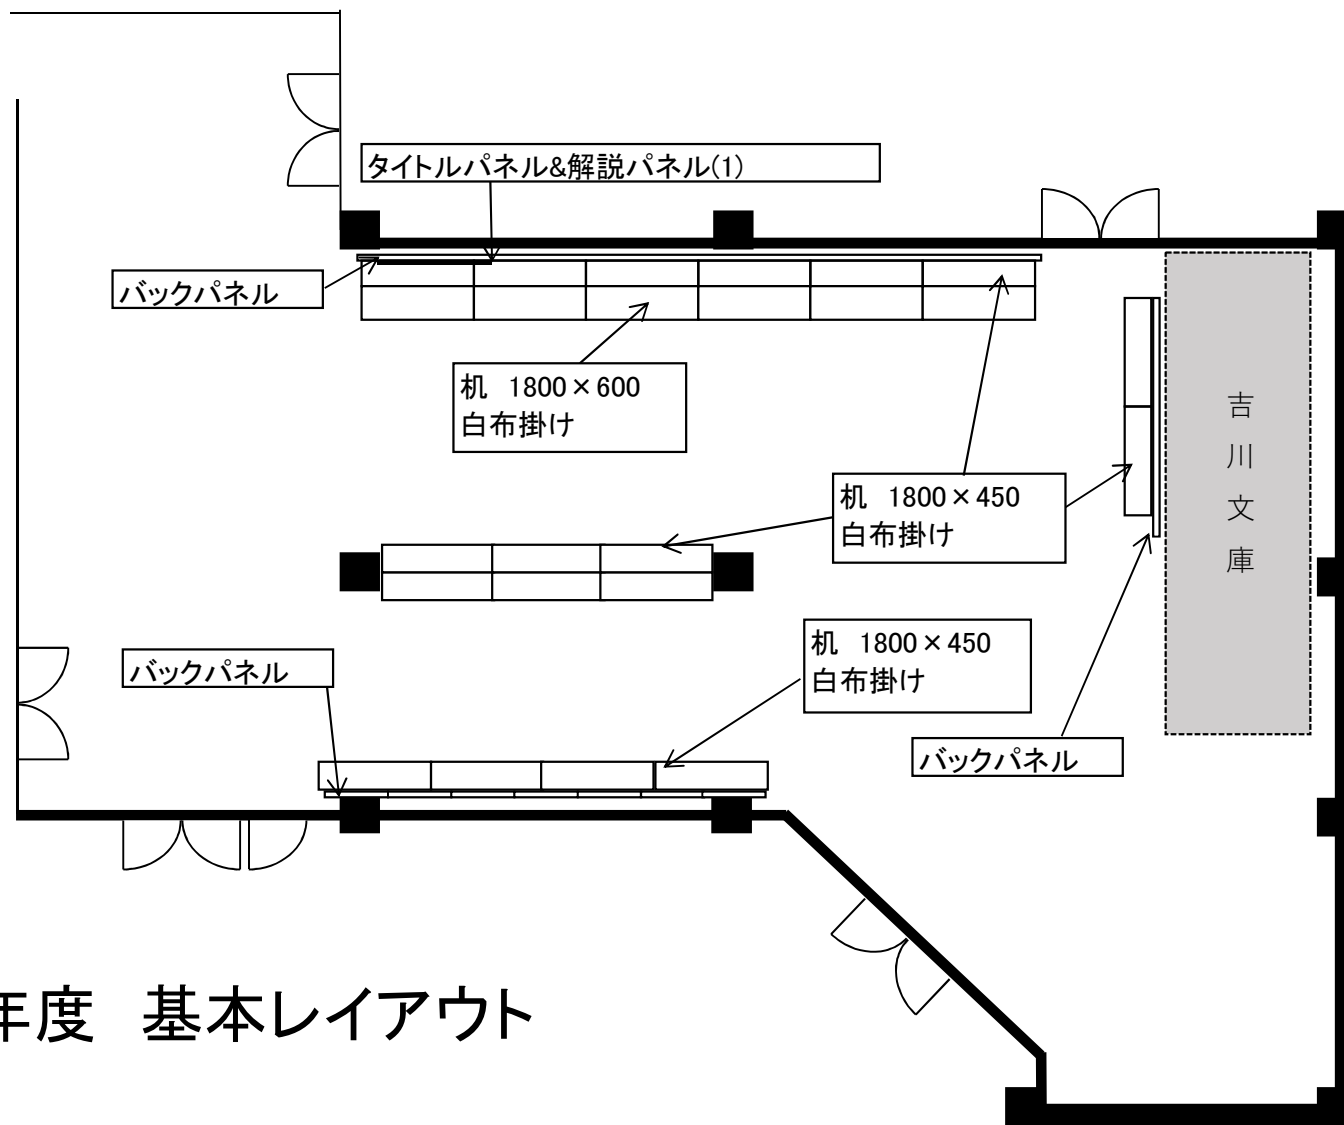 タイトルパネル&解説パネル(1)
バックパネル
机 1800×600
白布掛け
机 1800×450
白布掛け
吉川文庫
机 1800×450
白布掛け
バックパネル
バックパネル
年度 基本レイアウト